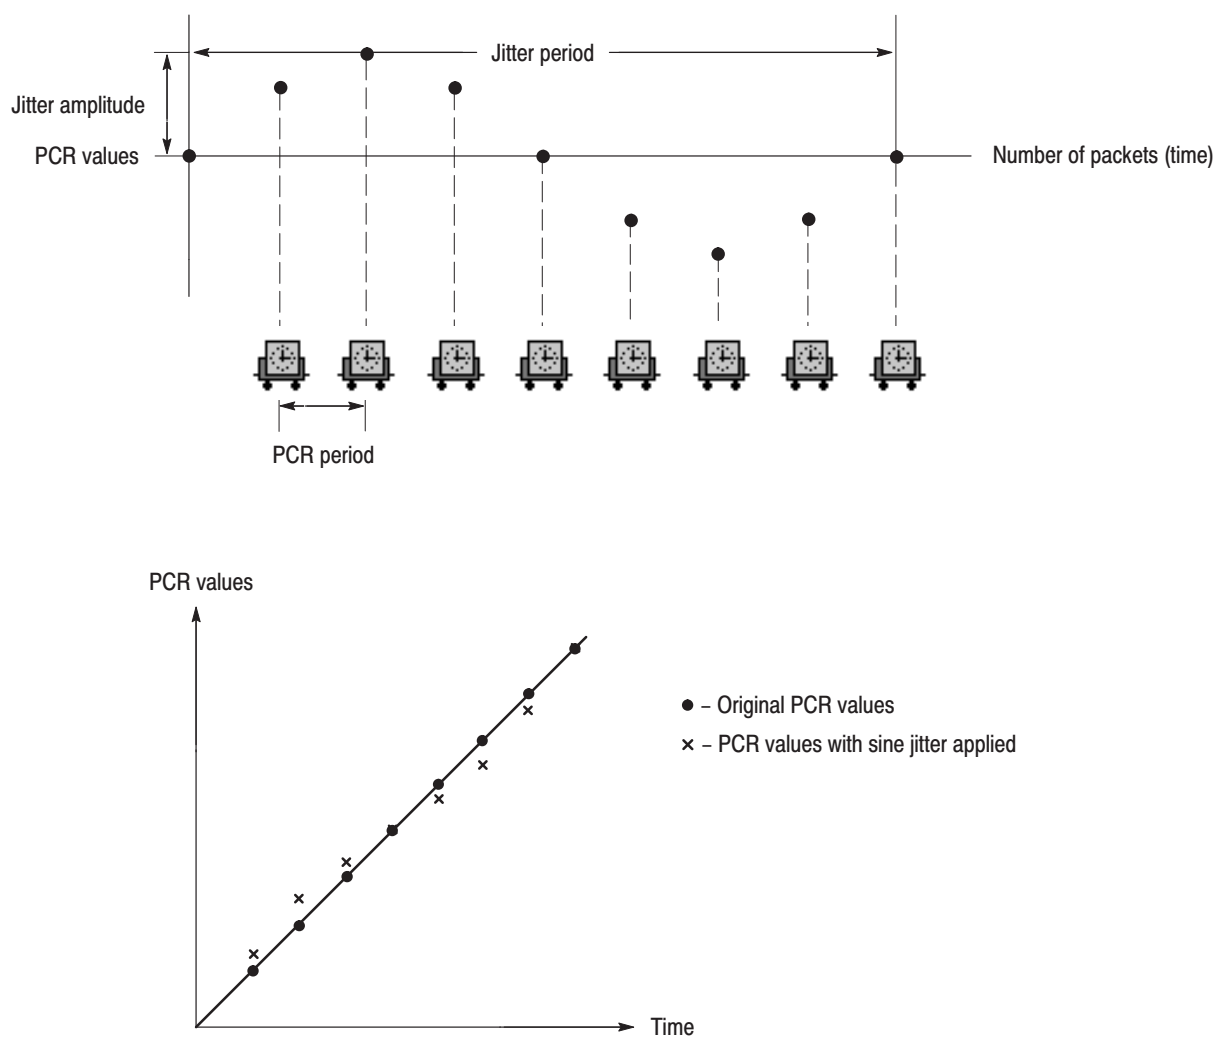 Jitter period
Jitter amplitude
PCR values
Number of packets (time)
PCR period
PCR values
– Original PCR values
– PCR values with sine jitter applied
Time